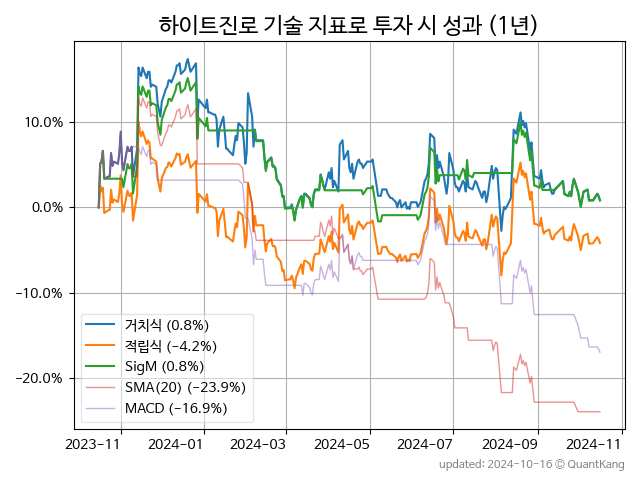 하이트진로 기술 지표로 투자 시 성과 (1년)
10.0%
0.0%
−10.0%
−20.0%
거치식 (0.8%)
적립식 (−4.2%)
SigM (0.8%)
SMA(20) (−23.9%)
MACD (−16.9%)
2023−11
2024−01
2024−03
2024−05
2024−07
2024−09
2024−11
updated: 2024-10-16 © QuantKang